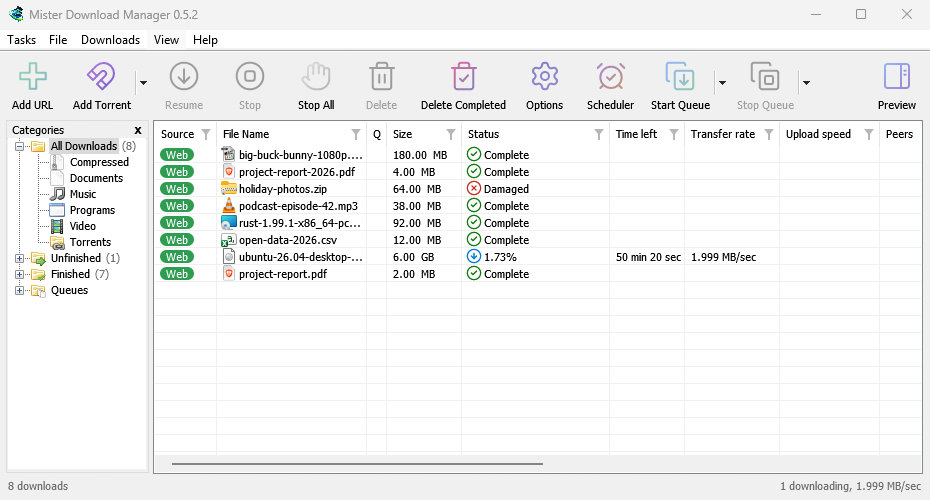 Mister Download Manager 0.5.2
Tasks File Downloads View Help
Add URL Add Torrent Resume Stop Stop All Delete Delete Completed Options Scheduler Start Queue Stop Queue Preview
Categories x
All Downloads (8)
Compressed
Documents
Music
Programs
Video
Torrents
Unfinished (1)
Finished (7)
Queues
Source File Name Q Size Status Time left Transfer rate Upload speed Peers
Web big-buck-bunny-1080p.... 180.00 MB Complete
Web project-report-2026.pdf 4.00 MB Complete
Web holiday-photos.zip 64.00 MB Damaged
Web podcast-episode-42.mp3 38.00 MB Complete
Web rust-1.99.1-x86_64-pc... 92.00 MB Complete
Web open-data-2026.csv 12.00 MB Complete
Web ubuntu-26.04-desktop-... 6.00 GB 1.73% 50 min 20 sec 1.999 MB/sec
Web project-report.pdf 2.00 MB Complete
8 downloads 1 downloading, 1.999 MB/sec